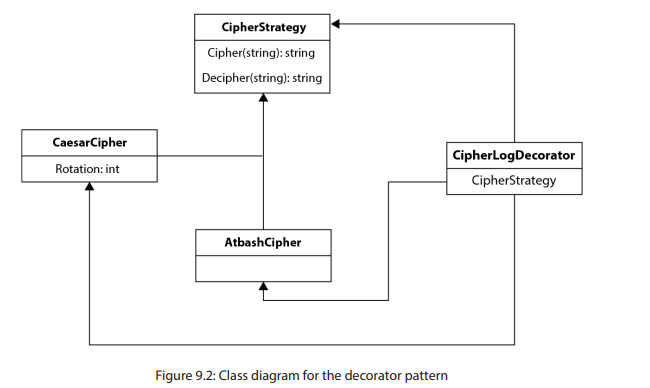 CipherStrategy
Cipher(string): string
Decipher(string): string
CaesarCipher
Rotation: int
CipherLogDecorator
CipherStrategy
AtbashCipher
Figure 9.2: Class diagram for the decorator pattern